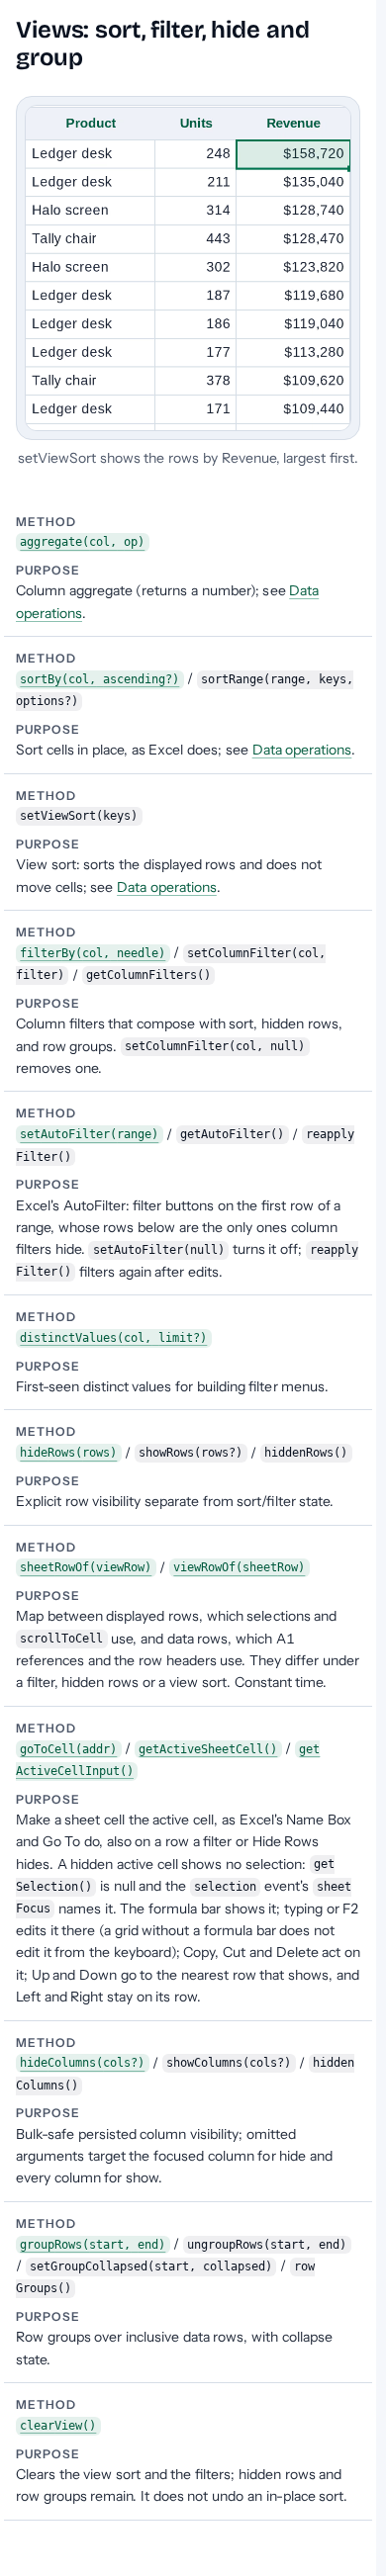 Views: sort, filter, hide and
group
Product Units Revenue
Ledger desk 248 $158,720
Ledger desk 211 $135,040
Halo screen 314 $128,740
Tally chair 443 $128,470
Halo screen 302 $123,820
Ledger desk 187 $119,680
Ledger desk 186 $119,040
Ledger desk 177 $113,280
Tally chair 378 $109,620
Ledger desk 171 $109,440
setViewSort shows the rows by Revenue, largest first.
METHOD
aggregate(col, op)
PURPOSE
Column aggregate (returns a number); see Data
operations.
METHOD
sortBy(col, ascending?) / sortRange(range, keys,
options?)
PURPOSE
Sort cells in place, as Excel does; see Data operations.
METHOD
setViewSort(keys)
PURPOSE
View sort: sorts the displayed rows and does not
move cells; see Data operations.
METHOD
filterBy(col, needle) / setColumnFilter(col,
filter) / getColumnFilters()
PURPOSE
Column filters that compose with sort, hidden rows,
and row groups. setColumnFilter(col, null)
removes one.
METHOD
setAutoFilter(range) / getAutoFilter() / reapply
Filter()
PURPOSE
Excel's AutoFilter: filter buttons on the first row of a
range, whose rows below are the only ones column
filters hide. setAutoFilter(null) turns it off; reapply
Filter() filters again after edits.
METHOD
distinctValues(col, limit?)
PURPOSE
First-seen distinct values for building filter menus.
METHOD
hideRows(rows) / showRows(rows?) / hiddenRows()
PURPOSE
Explicit row visibility separate from sort/filter state.
METHOD
sheetRowOf(viewRow) / viewRowOf(sheetRow)
PURPOSE
Map between displayed rows, which selections and
scrollToCell use, and data rows, which A1
references and the row headers use. They differ under
a filter, hidden rows or a view sort. Constant time.
METHOD
goToCell(addr) / getActiveSheetCell() / get
ActiveCellInput()
PURPOSE
Make a sheet cell the active cell, as Excel's Name Box
and Go To do, also on a row a filter or Hide Rows
hides. A hidden active cell shows no selection: get
Selection() is null and the selection event's sheet
Focus names it. The formula bar shows it; typing or F2
edits it there (a grid without a formula bar does not
edit it from the keyboard); Copy, Cut and Delete act on
it; Up and Down go to the nearest row that shows, and
Left and Right stay on its row.
METHOD
hideColumns(cols?) / showColumns(cols?) / hidden
Columns()
PURPOSE
Bulk-safe persisted column visibility; omitted
arguments target the focused column for hide and
every column for show.
METHOD
groupRows(start, end) / ungroupRows(start, end)
/ setGroupCollapsed(start, collapsed) / row
Groups()
PURPOSE
Row groups over inclusive data rows, with collapse
state.
METHOD
clearView()
PURPOSE
Clears the view sort and the filters; hidden rows and
row groups remain. It does not undo an in-place sort.